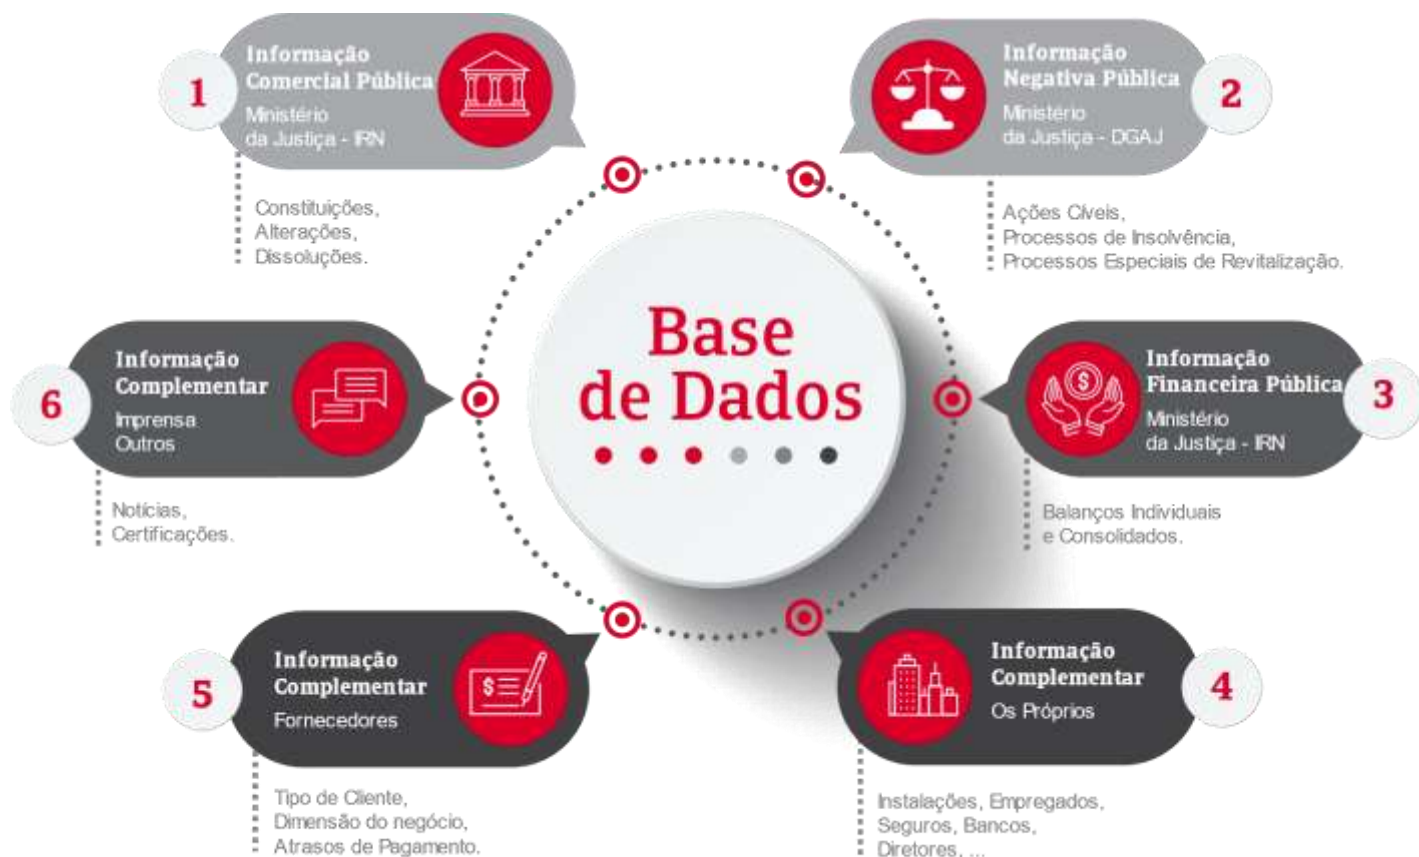 1
Informação
Comercial Pública
Ministério
da Justiça - IRN
Constituições,
Alterações,
Dissoluções.
2
Informação
Negativa Pública
Ministério
da Justiça - DGAJ
Ações Cíveis,
Processos de Insolvência,
Processos Especiais de Revitalização.
Base
de Dados
3
Informação
Financeira Pública
Ministério
da Justiça - IRN
Balanços Individuais
e Consolidados.
4
Informação
Complementar
Os Próprios
Instalações, Empregados,
Seguros, Bancos,
Diretores, ...
5
Informação
Complementar
Fornecedores
Tipo de Cliente,
Dimensão do negócio,
Atrasos de Pagamento.
6
Informação
Complementar
Imprensa
Outros
Notícias,
Certificações.
$
$